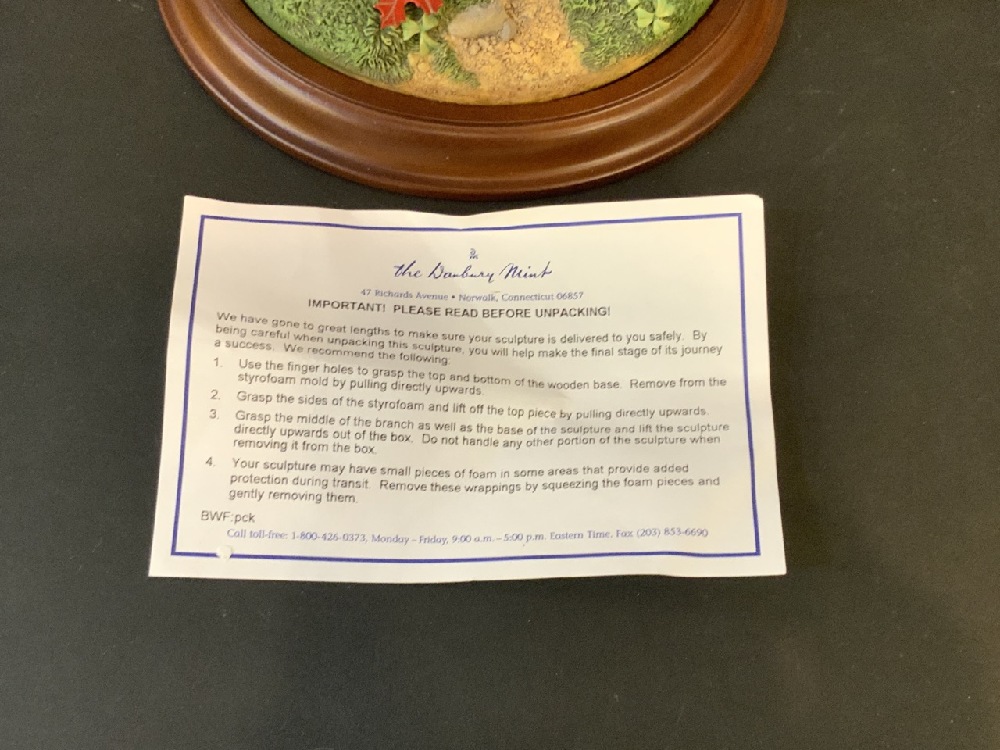 the Danbury Mint
47 Richards Avenue • Norwalk, Connecticut 06857
IMPORTANT! PLEASE READ BEFORE UNPACKING!
We have gone to great lengths to make sure your sculpture is delivered to you safely. By
being careful when unpacking this sculpture, you will help make the final stage of its journey
a success. We recommend the following:
1. Use the finger holes to grasp the top and bottom of the wooden base. Remove from the
styrofoam mold by pulling directly upwards.
2. Grasp the sides of the styrofoam and lift off the top piece by pulling directly upwards.
3. Grasp the middle of the branch as well as the base of the sculpture and lift the sculpture
directly upwards out of the box. Do not handle any other portion of the sculpture when
removing it from the box.
4. Your sculpture may have small pieces of foam in some areas that provide added
protection during transit. Remove these wrappings by squeezing the foam pieces and
gently removing them.
BWF:pck
Call toll-free: 1-800-426-0373, Monday – Friday, 9:00 a.m. – 5:00 p.m. Eastern Time, Fax (203) 853-6690